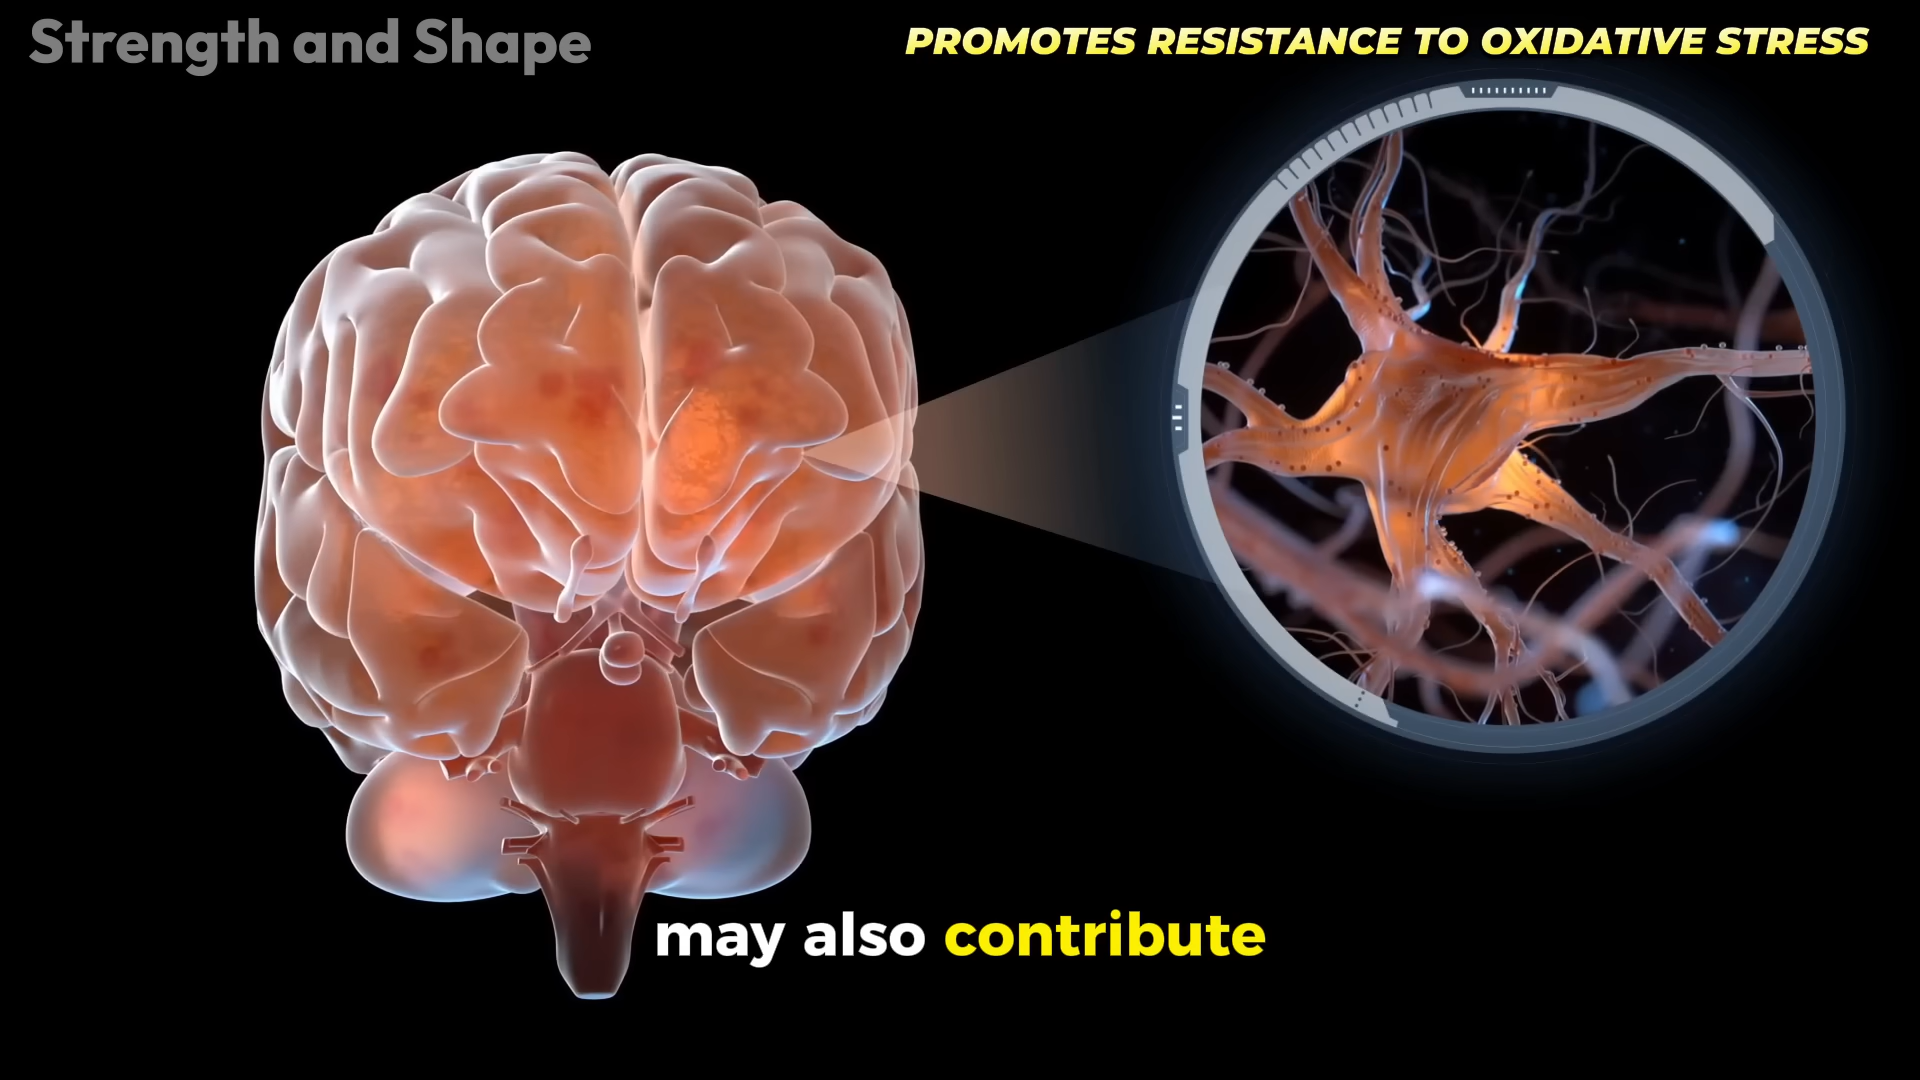 Strength and Shape
PROMOTES RESISTANCE TO OXIDATIVE STRESS
may also contribute